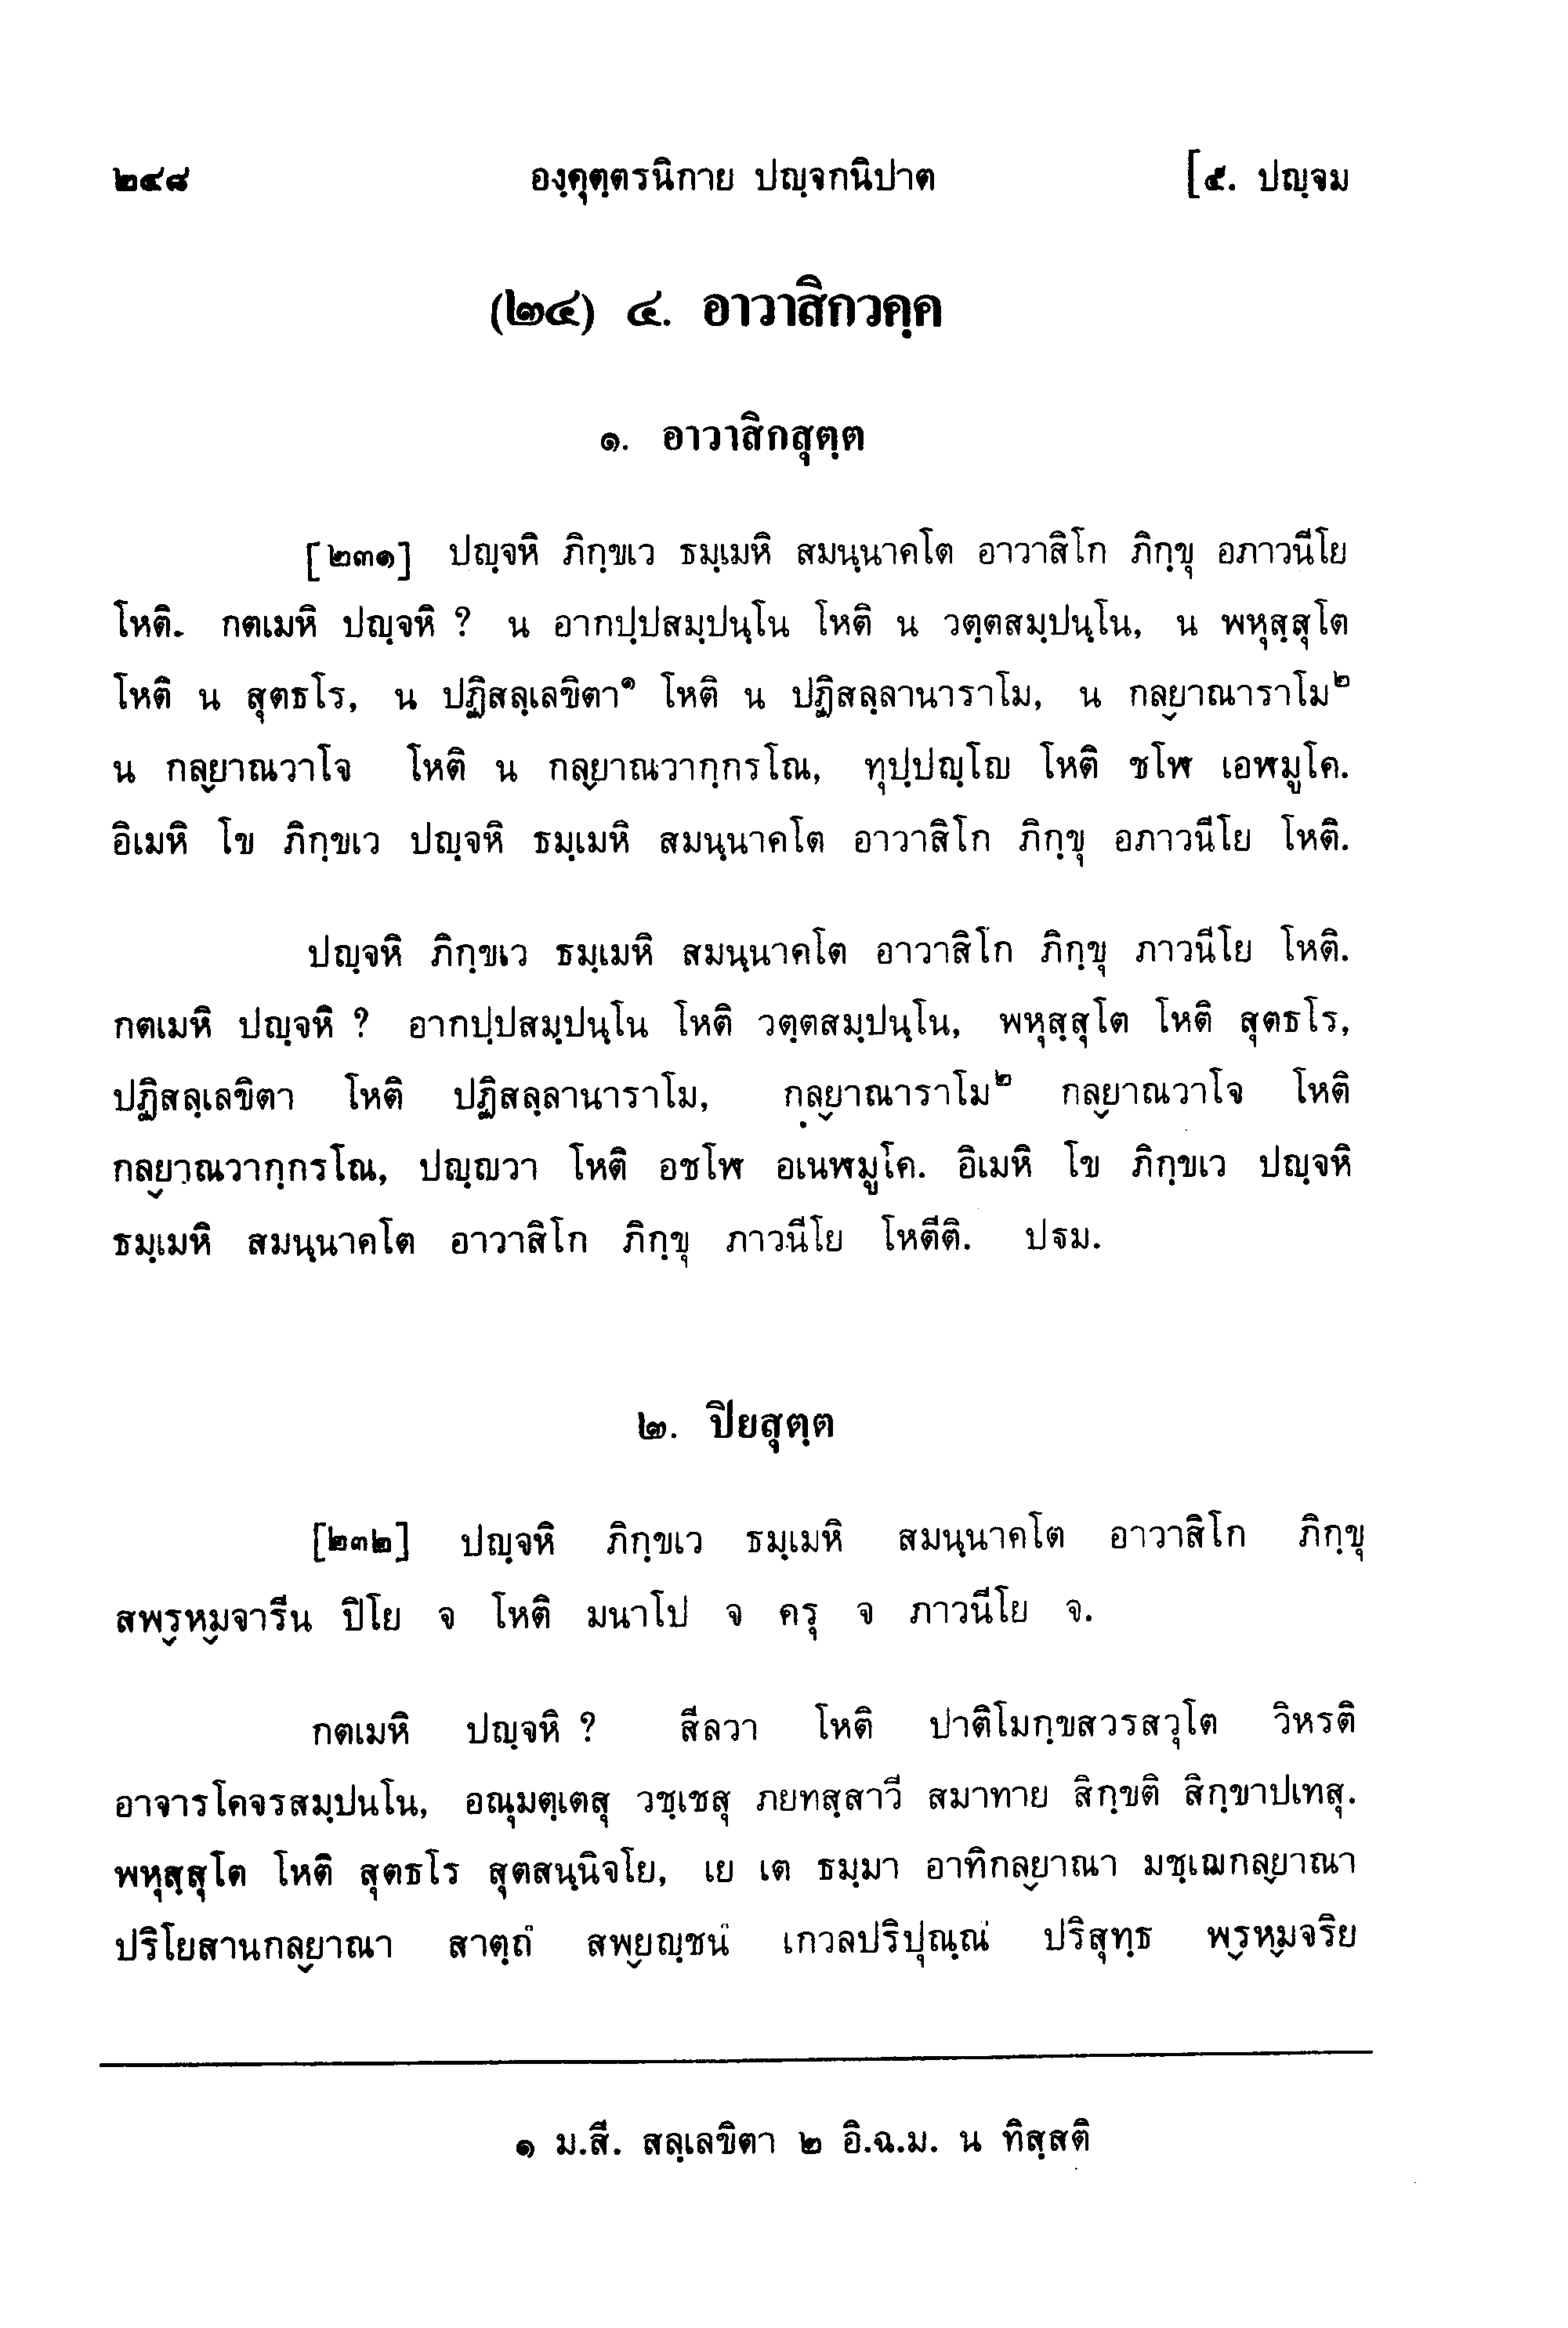 ๒๔๘ องฺคุตฺตรนิกาย ปญฺจกนิปาต [๕. ปญฺจม
(๒๔) ๔. อาวาสิกวคฺค
๑. อาวาสิกสุตฺต
[๒๓๑] ปญฺจหิ ภิกฺขเว ธมฺเมหิ สมนฺนาคโต อาวาสิโก ภิกฺขุ อภาวนีโย
โหติ. กตเมหิ ปญฺจหิ ? น อากปฺปสมฺปนฺโน โหติ น วตฺตสมฺปนฺโน, น พหุสฺสุโต
โหติ น สุตธโร, น ปฏิสลฺเลขิตา๑ โหติ น ปฏิสลฺลานาราโม, น กล๎ยาณาราโม๒
น กล๎ยาณวาโจ โหติ น กล๎ยาณวากฺกรโณ, ทุปฺปญฺโญ โหติ ชโฬ เอฬมูโค.
อิเมหิ โข ภิกฺขเว ปญฺจหิ ธมฺเมหิ สมนฺนาคโต อาวาสิโก ภิกฺขุ อภาวนีโย โหติ.
ปญฺจหิ ภิกฺขเว ธมฺเมหิ สมนฺนาคโต อาวาสิโก ภิกฺขุ ภาวนีโย โหติ.
กตเมหิ ปญฺจหิ ? อากปฺปสมฺปนฺโน โหติ วตฺตสมฺปนฺโน, พหุสฺสุโต โหติ สุตธโร,
ปฏิสลฺเลขิตา โหติ ปฏิสลฺลานาราโม, กล๎ยาณาราโม๒ กล๎ยาณวาโจ โหติ
กล๎ยาณวากฺกรโณ, ปญฺญวา โหติ อชโฬ อเนฬมูโค. อิเมหิ โข ภิกฺขเว ปญฺจหิ
ธมฺเมหิ สมนฺนาคโต อาวาสิโก ภิกฺขุ ภาวนีโย โหตีติ. ปฐม.
๒. ปิยสุตฺต
[๒๓๒] ปญฺจหิ ภิกฺขเว ธมฺเมหิ สมนฺนาคโต อาวาสิโก ภิกฺขุ
สพ๎รห๎มจารีน ปิโย จ โหติ มนาโป จ ครุ จ ภาวนีโย จ.
กตเมหิ ปญฺจหิ ? สีลวา โหติ ปาติโมกฺขสวรสวุโต วิหรติ
อาจารโคจรสมฺปนโน, อณุมตฺเตสุ วชฺเชสุ ภยทสฺสาวี สมาทาย สิกฺขติ สิกฺขาปเทสุ.
พหุสฺสุโต โหติ สุตธโร สุตสนฺนิจโย, เย เต ธมฺมา อาทิกล๎ยาณา มชฺเฌกล๎ยาณา
ปริโยสานกล๎ยาณา สาตฺถํ สพ๎ยญฺชนํ เกวลปริปุณฺณํ ปริสุทฺธ พ๎รห๎มจริย
๑ ม.สี. สลฺเลขิตา ๒ อิ.ฉ.ม. น ทิสฺสติ